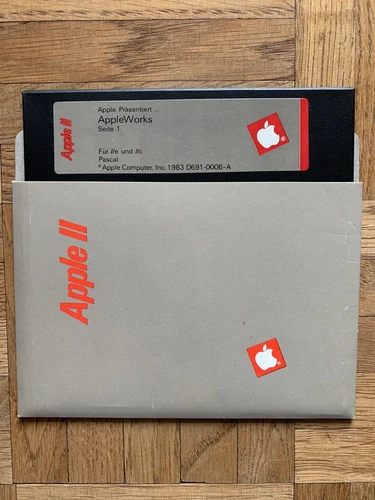 Apple II
Apple Präsentiert ...
AppleWorks
Seite 1
Für //e und //c
Pascal
© Apple Computer, Inc. 1983 D691-0006-A
Apple II